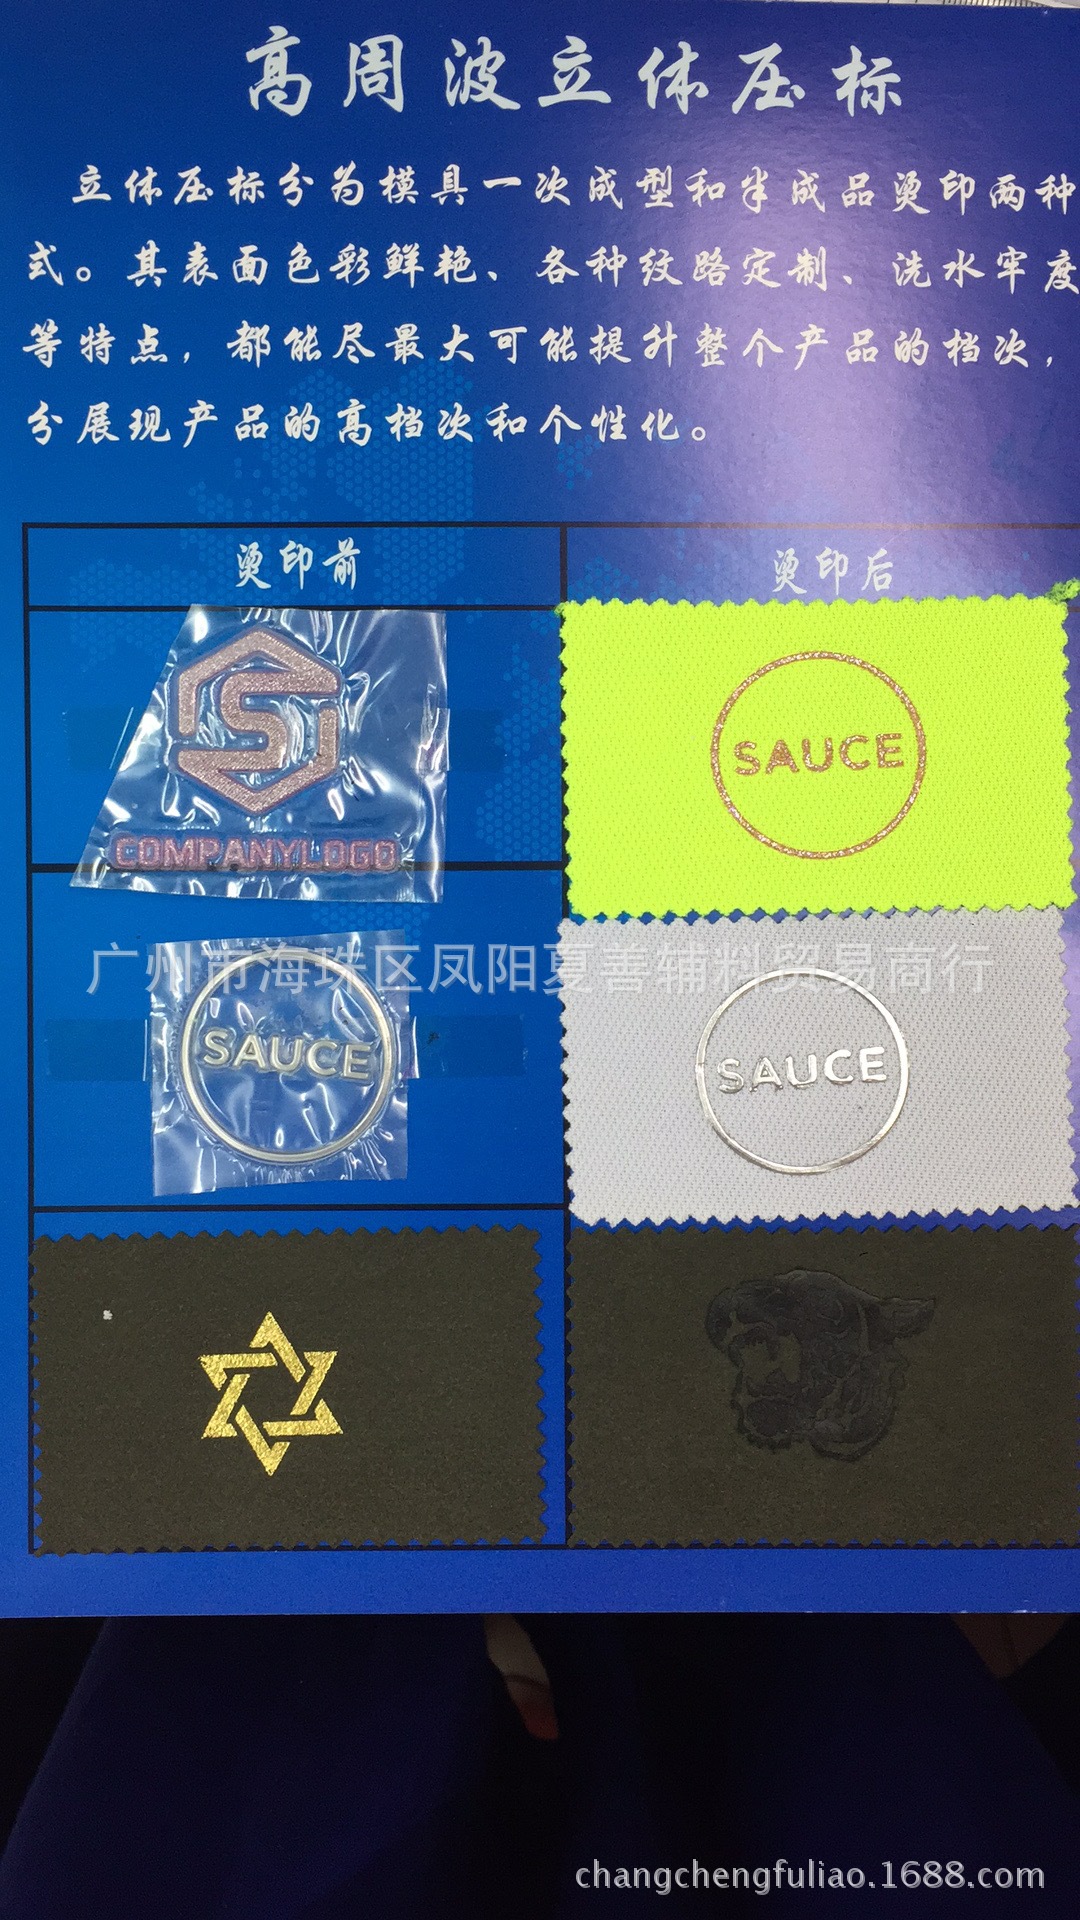 高周波立体压标
立体压标分为模具一次成型和半成品烫印两种
式。其表面色彩鲜艳、各种纹路定制、洗水牢度
等特点，都能尽最大可能提升整个产品的档次，
分展现产品的高档次和个性化。
烫印前 烫印后
S
COMPANYLOGO
SAUCE
广州市海珠区凤阳夏善辅料贸易商行
SAUCE
SAUCE
changchengfuliao.1688.com